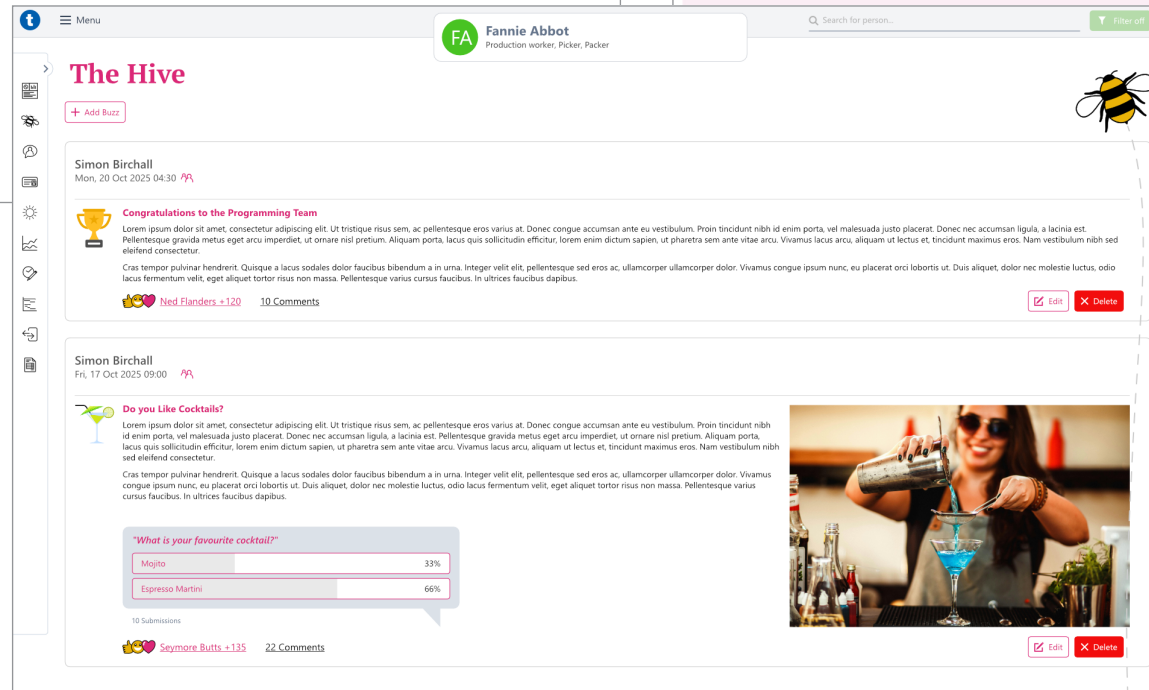 t
Menu
FA
Fannie Abbot
Production worker, Picker, Packer
Search for person...
Filter off
The Hive
+ Add Buzz
Simon Birchall
Mon, 20 Oct 2025 04:30
Congratulations to the Programming Team
Lorem ipsum dolor sit amet, consectetur adipiscing elit. Ut tristique risus sem, ac pellentesque eros varius at. Donec congue accumsan ante eu vestibulum. Proin tincidunt nibh id enim porta, vel malesuada justo placerat. Donec nec accumsan ligula, a lacinia est.
Pellentesque gravida metus eget arcu imperdiet, ut ornare nisl pretium. Aliquam porta, lacus quis sollicitudin efficitur, lorem enim dictum sapien, ut pharetra sem ante vitae arcu. Vivamus lacus arcu, aliquam ut lectus et, tincidunt maximus eros. Nam vestibulum nibh sed
eleifend consectetur.
Cras tempor pulvinar hendrerit. Quisque a lacus sodales dolor faucibus bibendum a in urna. Integer velit elit, pellentesque sed eros ac, ullamcorper ullamcorper dolor. Vivamus congue ipsum nunc, eu placerat orci lobortis ut. Duis aliquet, dolor nec molestie luctus, odio
lacus fermentum velit, eget aliquet tortor risus non massa. Pellentesque varius cursus faucibus. In ultrices faucibus dapibus.
Ned Flanders +120
10 Comments
Edit
Delete
Simon Birchall
Fri, 17 Oct 2025 09:00
Do you Like Cocktails?
Lorem ipsum dolor sit amet, consectetur adipiscing elit. Ut tristique risus sem, ac pellentesque eros varius at. Donec congue accumsan ante eu vestibulum. Proin tincidunt nibh
id enim porta, vel malesuada justo placerat. Donec nec accumsan ligula, a lacinia est. Pellentesque gravida metus eget arcu imperdiet, ut ornare nisl pretium. Aliquam porta,
lacus quis sollicitudin efficitur, lorem enim dictum sapien, ut pharetra sem ante vitae arcu. Vivamus lacus arcu, aliquam ut lectus et, tincidunt maximus eros. Nam vestibulum nibh
sed eleifend consectetur.
Cras tempor pulvinar hendrerit. Quisque a lacus sodales dolor faucibus bibendum a in urna. Integer velit elit, pellentesque sed eros ac, ullamcorper ullamcorper dolor. Vivamus
congue ipsum nunc, eu placerat orci lobortis ut. Duis aliquet, dolor nec molestie luctus, odio lacus fermentum velit, eget aliquet tortor risus non massa. Pellentesque varius
cursus faucibus. In ultrices faucibus dapibus.
"What is your favourite cocktail?"
Mojito 33%
Espresso Martini 66%
10 Submissions
Seymore Butts +135
22 Comments
Edit
Delete